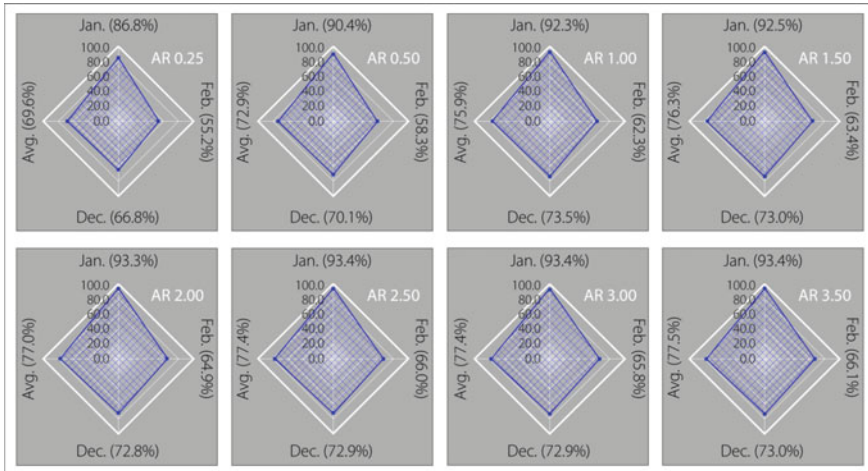 Jan. (86.8%)
AR 0.25
100.0
80.0
60.0
40.0
20.0
0.0
Avg. (69.6%)
Feb. (55.2%)
Dec. (66.8%)
Jan. (90.4%)
AR 0.50
100.0
80.0
60.0
40.0
20.0
0.0
Avg. (72.9%)
Feb. (58.3%)
Dec. (70.1%)
Jan. (92.3%)
AR 1.00
100.0
80.0
60.0
40.0
20.0
0.0
Avg. (75.9%)
Feb. (62.3%)
Dec. (73.5%)
Jan. (92.5%)
AR 1.50
100.0
80.0
60.0
40.0
20.0
0.0
Avg. (76.3%)
Feb. (63.4%)
Dec. (73.0%)
Jan. (93.3%)
AR 2.00
100.0
80.0
60.0
40.0
20.0
0.0
Avg. (77.0%)
Feb. (64.9%)
Dec. (72.8%)
Jan. (93.4%)
AR 2.50
100.0
80.0
60.0
40.0
20.0
0.0
Avg. (77.4%)
Feb. (66.0%)
Dec. (72.9%)
Jan. (93.4%)
AR 3.00
100.0
80.0
60.0
40.0
20.0
0.0
Avg. (77.4%)
Feb. (65.8%)
Dec. (72.9%)
Jan. (93.4%)
AR 3.50
100.0
80.0
60.0
40.0
20.0
0.0
Avg. (77.5%)
Feb. (66.1%)
Dec. (73.0%)